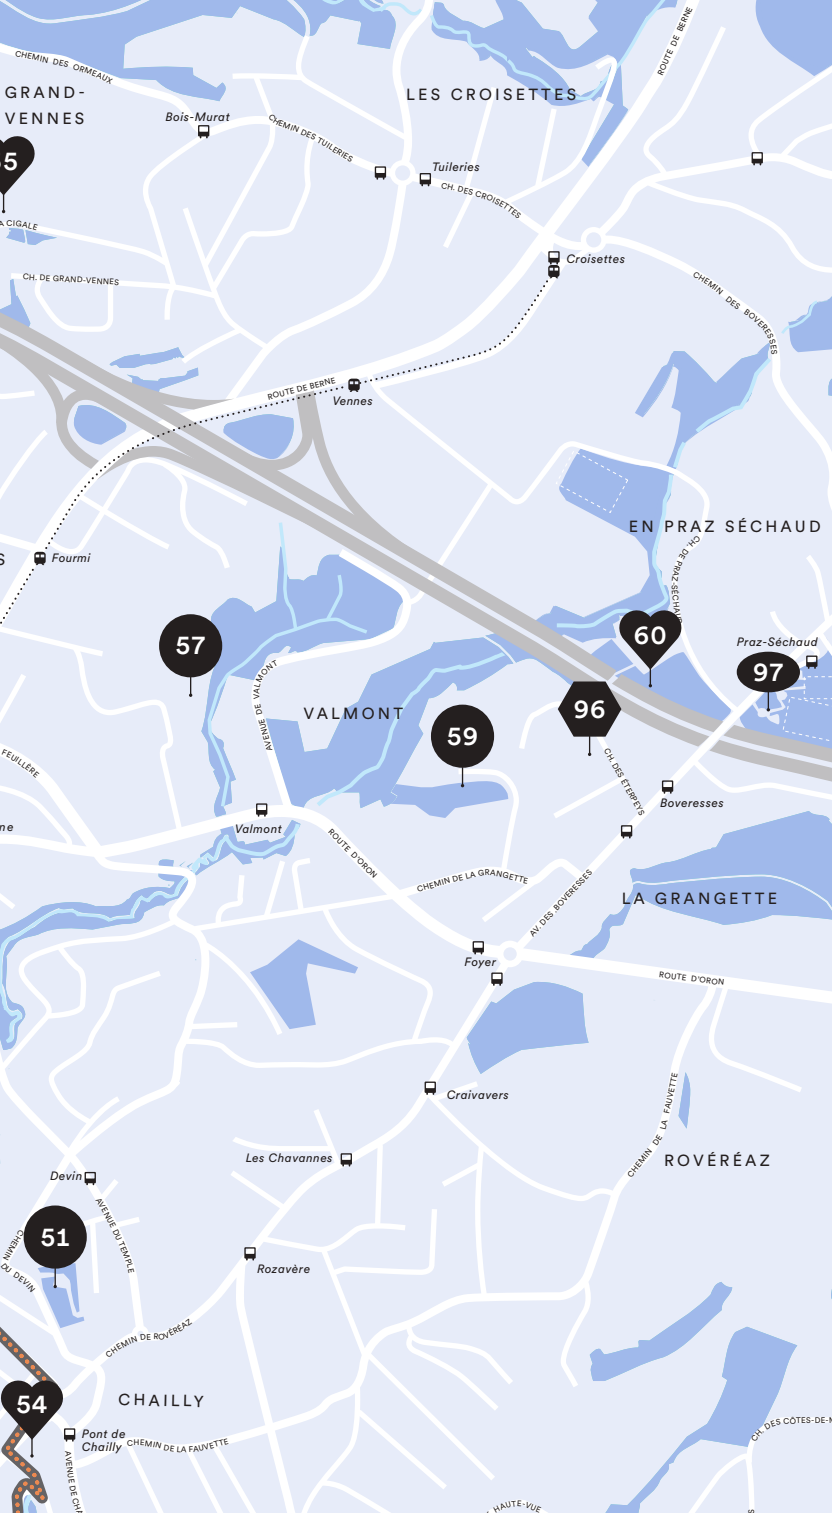 CHEMIN DES ORMEAUX
ROUTE DE BERNE
GRAND-
VENNES
LES CROISETTES
Bois-Murat
CHEMIN DES TUILERIES
Tuileries
CH. DES CROISETTES
A CIGALE
CH. DE GRAND-VENNES
Croisettes
CHEMIN DES BOVERESSES
ROUTE DE BERNE
Vennes
EN PRAZ SÉCHAUD
CH. DE PRAZ-SÉCHAUD
S
Fourmi
57
60
Praz-Séchaud
97
AVENUE DE VALMONT
VALMONT
96
59
FEUILLÈRE
CH. DES ÉTERPEYS
Boveresses
ne
Valmont
ROUTE D'ORON
CHEMIN DE LA GRANGETTE
AV. DES BOVERESSES
LA GRANGETTE
Foyer
ROUTE D'ORON
Craivavers
CHEMIN DE LA FAUVETTE
Les Chavannes
ROVÉRÉAZ
Devin
AVENUE DU TEMPLE
51
CHEMIN
DU DEVIN
Rozavère
CHEMIN DE ROVÉRÉAZ
54
CHAILLY
Pont de
Chailly
CHEMIN DE LA FAUVETTE
CH. DES CÔTES-DE-M
AVENUE DE CHA
HAUTE-VUE